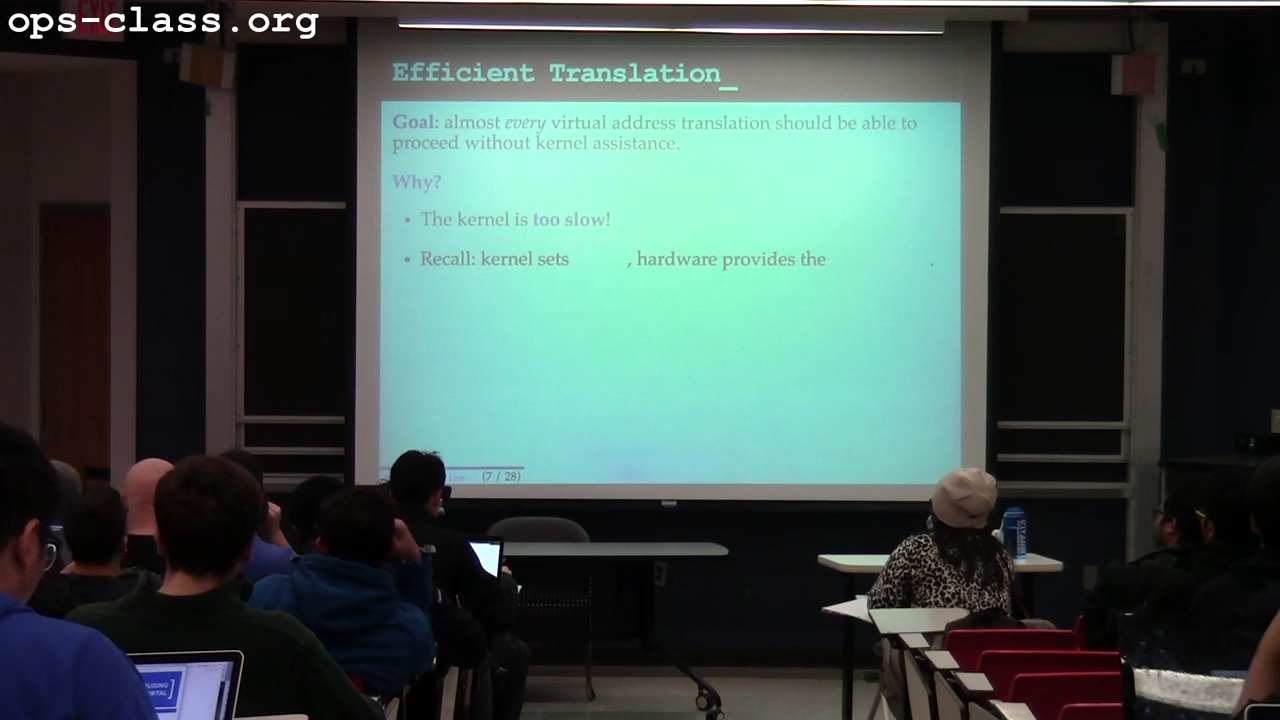 ops-class.org
EXIT
Efficient Translation_
Goal: almost every virtual address translation should be able to
proceed without kernel assistance.
Why?
• The kernel is too slow!
• Recall: kernel sets , hardware provides the .
(7 / 28)